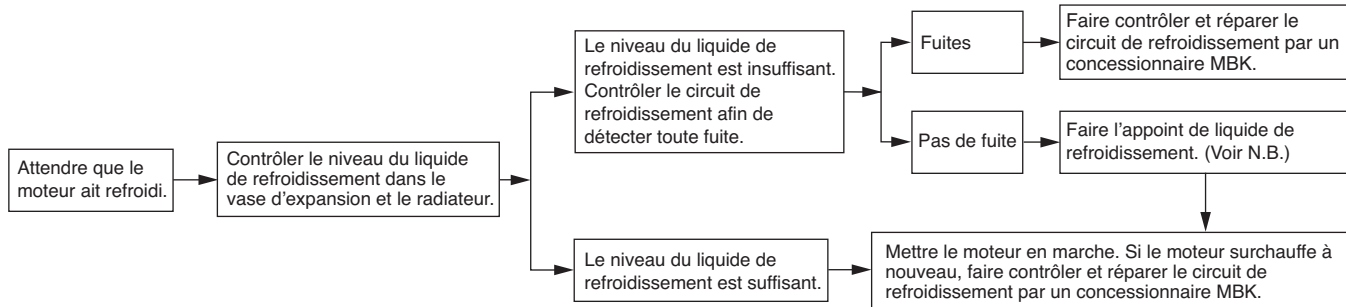 Attendre que le
moteur ait refroidi.
Contrôler le niveau du liquide
de refroidissement dans le
vase d'expansion et le radiateur.
Le niveau du liquide de
refroidissement est insuffisant.
Contrôler le circuit de
refroidissement afin de
détecter toute fuite.
Fuites
Faire contrôler et réparer le
circuit de refroidissement par un
concessionnaire MBK.
Pas de fuite
Faire l'appoint de liquide de
refroidissement. (Voir N.B.)
Le niveau du liquide de
refroidissement est suffisant.
Mettre le moteur en marche. Si le moteur surchauffe à
nouveau, faire contrôler et réparer le circuit de
refroidissement par un concessionnaire MBK.